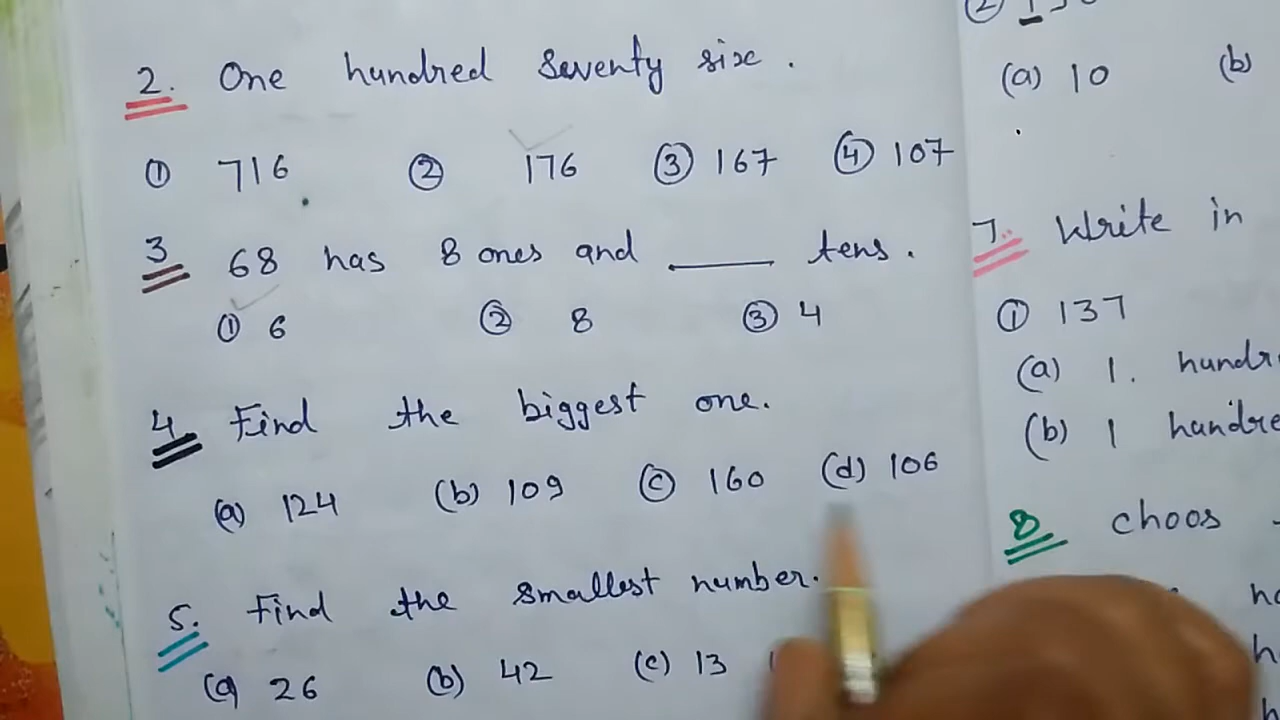 2. One hundred Seventy six.
① 716 ② 176 ③ 167 ④ 107
3 68 has 8 ones and ____ tens.
① 6 ② 8 ③ 4
4 Find the biggest one.
(a) 124 (b) 109 (c) 160 (d) 106
5. Find the smallest number.
(a) 26 (b) 42 (c) 13
②
(a) 10 (b)
7. Write in
① 137
(a) 1. hundr
(b) 1 hundre
8 choos